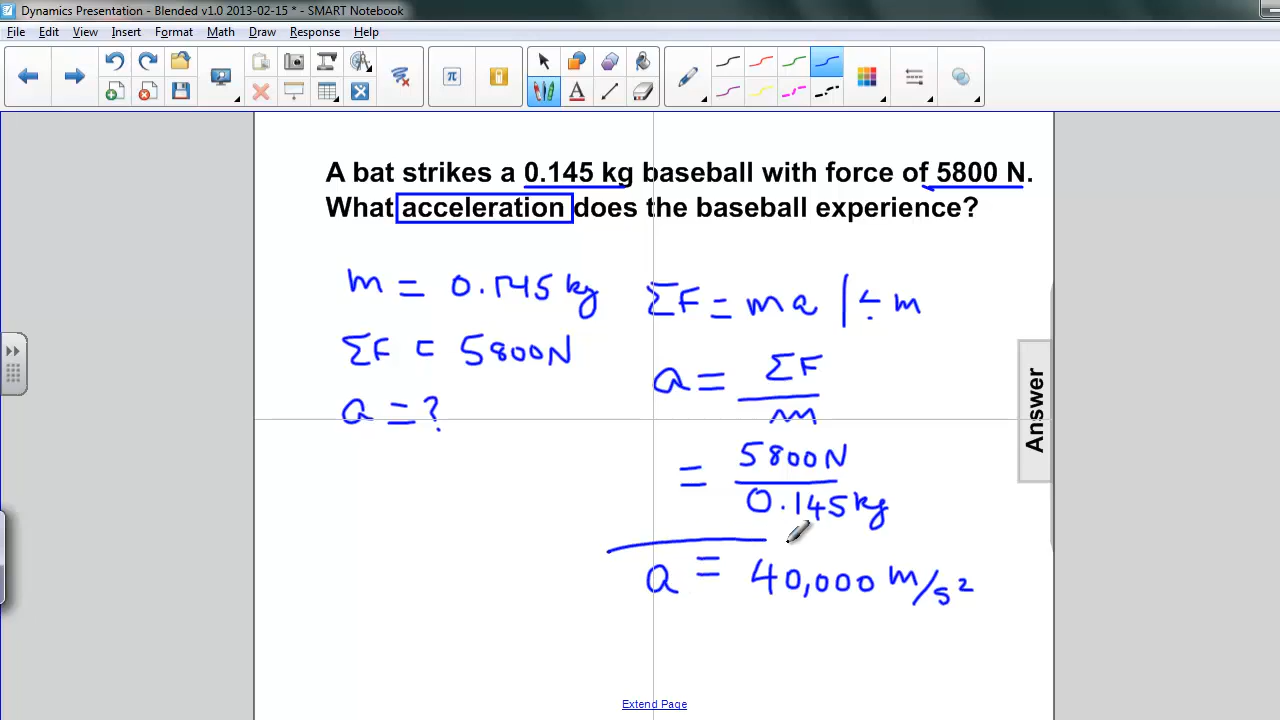 Dynamics Presentation - Blended v1.0 2013-02-15 * - SMART Notebook
File Edit View Insert Format Math Draw Response Help
A bat strikes a 0.145 kg baseball with force of 5800 N.
What acceleration does the baseball experience?
m = 0.145 kg
ΣF = 5800N
a = ?
ΣF = ma | ÷ m
a = ΣF
m
= 5800N
0.145 kg
a = 40,000 m/s²
Answer
Extend Page